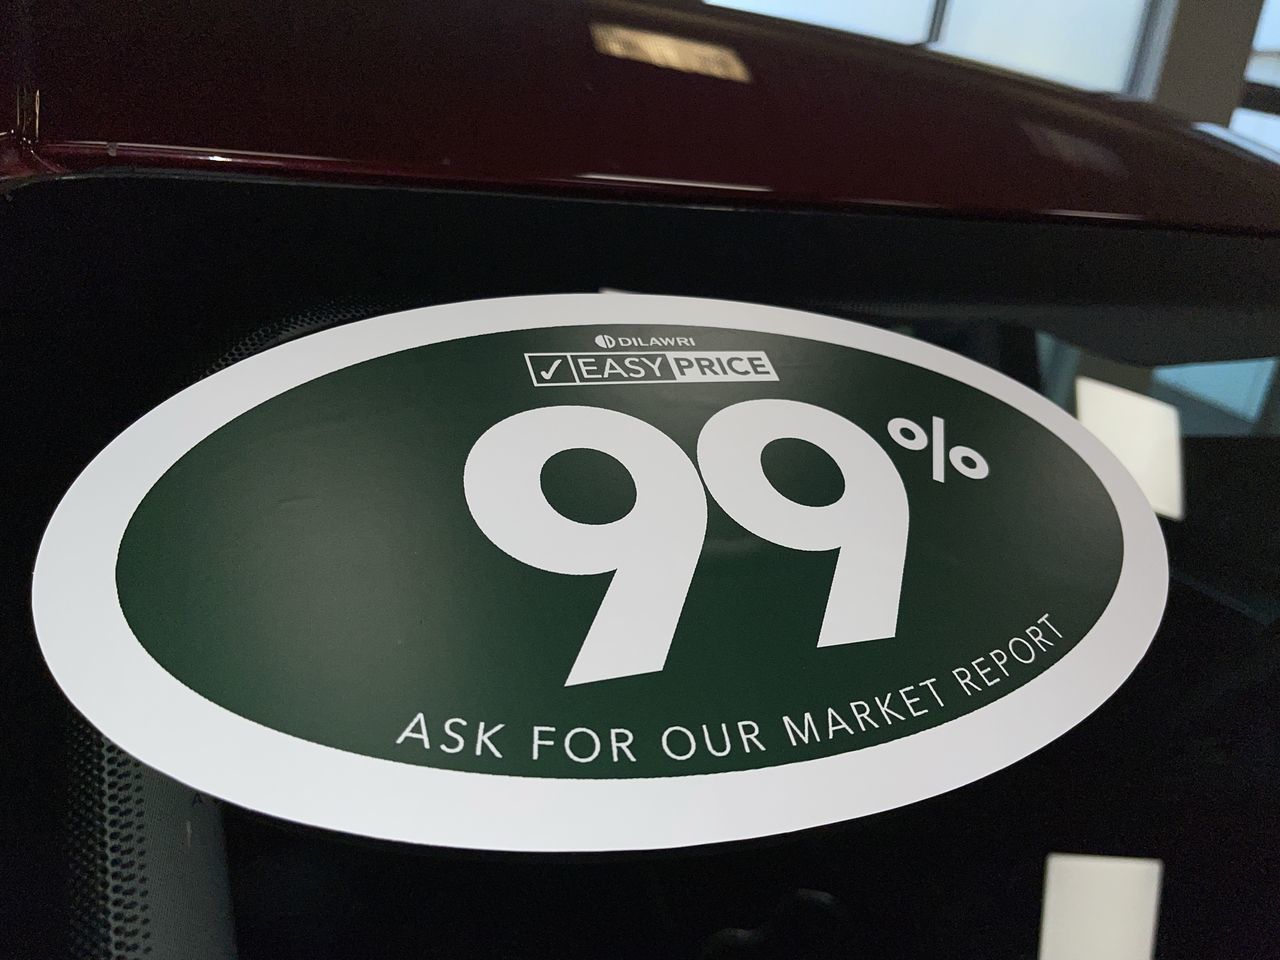 DILAWRI
✓ EASY PRICE
99%
ASK FOR OUR MARKET REPORT